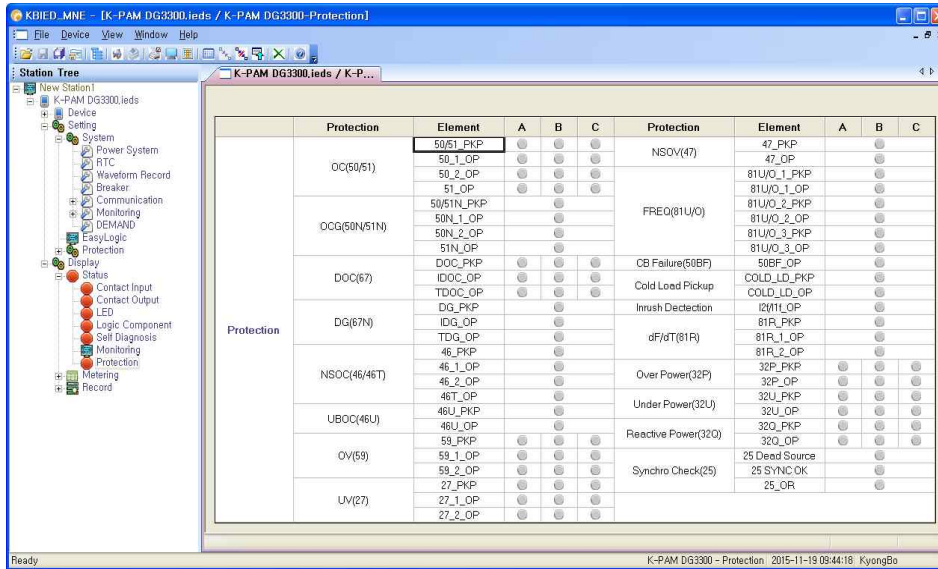 KBIED_MNE - [K-PAM DG3300.ieds / K-PAM DG3300-Protection]
File Device View Window Help
Station Tree
K-PAM DG3300.ieds / K-P...
New Station1
K-PAM DG3300.ieds
Device
Setting
System
Power System
RTC
Waveform Record
Breaker
Communication
Monitoring
DEMAND
EasyLogic
Protection
Display
Status
Contact Input
Contact Output
LED
Logic Component
Self Diagnosis
Monitoring
Protection
Metering
Record
Protection Element A B C Protection Element A B C
Protection
OC(50/51)
50/51_PKP
50_1_OP
50_2_OP
51_OP
OCG(50N/51N)
50/51N_PKP
50N_1_OP
50N_2_OP
51N_OP
DOC(67)
DOC_PKP
IDOC_OP
TDOC_OP
DG(67N)
DG_PKP
IDG_OP
TDG_OP
NSOC(46/46T)
46_PKP
46_1_OP
46_2_OP
46T_OP
UBOC(46U)
46U_PKP
46U_OP
OV(59)
59_PKP
59_1_OP
59_2_OP
UV(27)
27_PKP
27_1_OP
27_2_OP
NSOV(47)
47_PKP
47_OP
FREQ(81U/O)
81U/O_1_PKP
81U/O_1_OP
81U/O_2_PKP
81U/O_2_OP
81U/O_3_PKP
81U/O_3_OP
CB Failure(50BF)
50BF_OP
Cold Load Pickup
COLD_LD_PKP
COLD_LD_OP
Inrush Dectection
I2f/I1f_OP
dF/dT(81R)
81R_PKP
81R_1_OP
81R_2_OP
Over Power(32P)
32P_PKP
32P_OP
Under Power(32U)
32U_PKP
32U_OP
Reactive Power(32Q)
32Q_PKP
32Q_OP
Synchro Check(25)
25 Dead Source
25 SYNC OK
25_OR
Ready
K-PAM DG3300 - Protection 2015-11-19 09:44:18 KyongBo